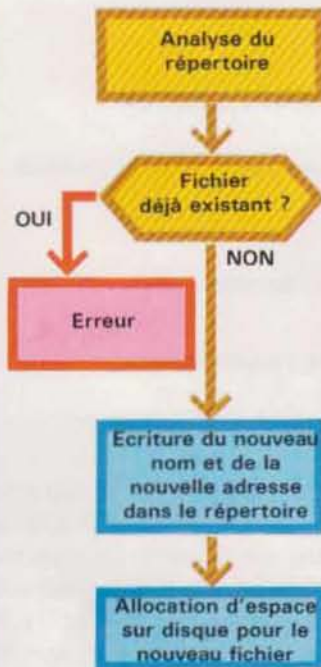 Analyse du
répertoire
Fichier
déjà existant ?
OUI
NON
Erreur
Ecriture du nouveau
nom et de la
nouvelle adresse
dans le répertoire
Allocation d'espace
sur disque pour le
nouveau fichier